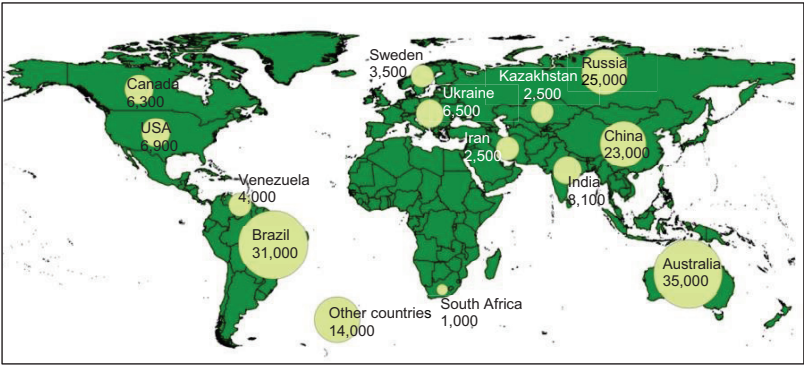 Sweden
3,500
Russia
25,000
Kazakhstan
2,500
Canada
6,300
Ukraine
6,500
USA
6,900
Iran
2,500
China
23,000
Venezuela
4,000
India
8,100
Brazil
31,000
Australia
35,000
South Africa
1,000
Other countries
14,000